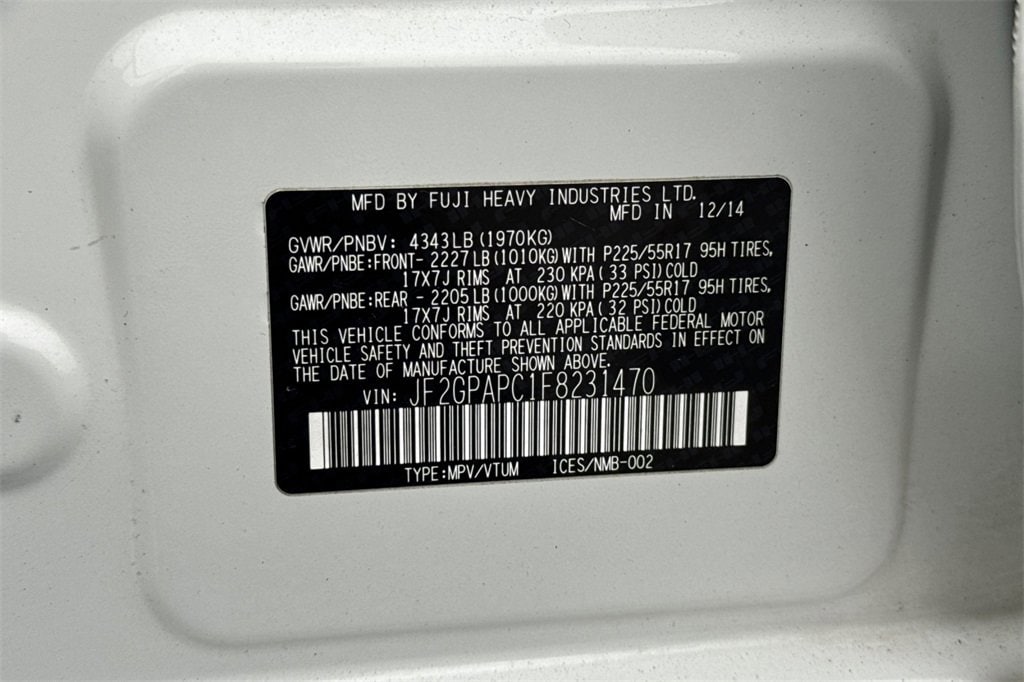 MFD BY FUJI HEAVY INDUSTRIES LTD.
MFD IN 12/14
GVWR/PNBV: 4343LB(1970KG)
GAWR/PNBE:FRONT- 2227LB(1010KG)WITH P225/55R17 95H TIRES,
17X7J RIMS AT 230 KPA( 33 PSI)COLD
GAWR/PNBE:REAR - 2205LB(1000KG)WITH P225/55R17 95H TIRES,
17X7J RIMS AT 220 KPA( 32 PSI)COLD
THIS VEHICLE CONFORMS TO ALL APPLICABLE FEDERAL MOTOR
VEHICLE SAFETY AND THEFT PREVENTION STANDARDS IN EFFECT ON
THE DATE OF MANUFACTURE SHOWN ABOVE.
VIN: JF2GPAPC1F8231470
TYPE:MPV/VTUM ICES/NMB-002